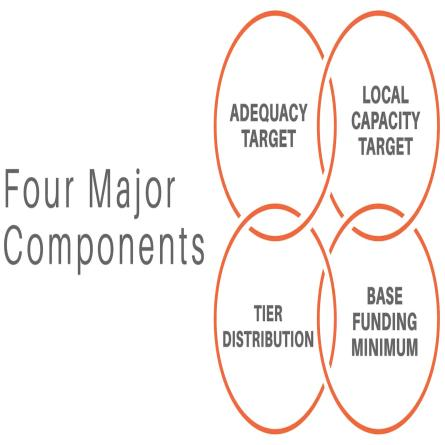 Four Major
Components
ADEQUACY
TARGET
LOCAL
CAPACITY
TARGET
TIER
DISTRIBUTION
BASE
FUNDING
MINIMUM